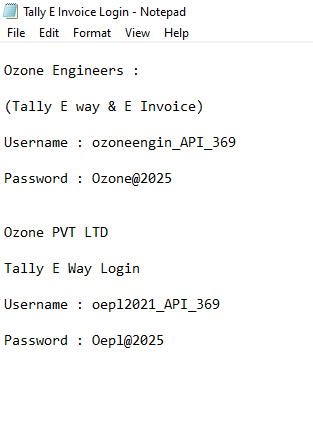 Tally E Invoice Login - Notepad
File Edit Format View Help
Ozone Engineers :
(Tally E way & E Invoice)
Username : ozoneengin_API_369
Password : Ozone@2025
Ozone PVT LTD
Tally E Way Login
Username : oepl2021_API_369
Password : Oepl@2025